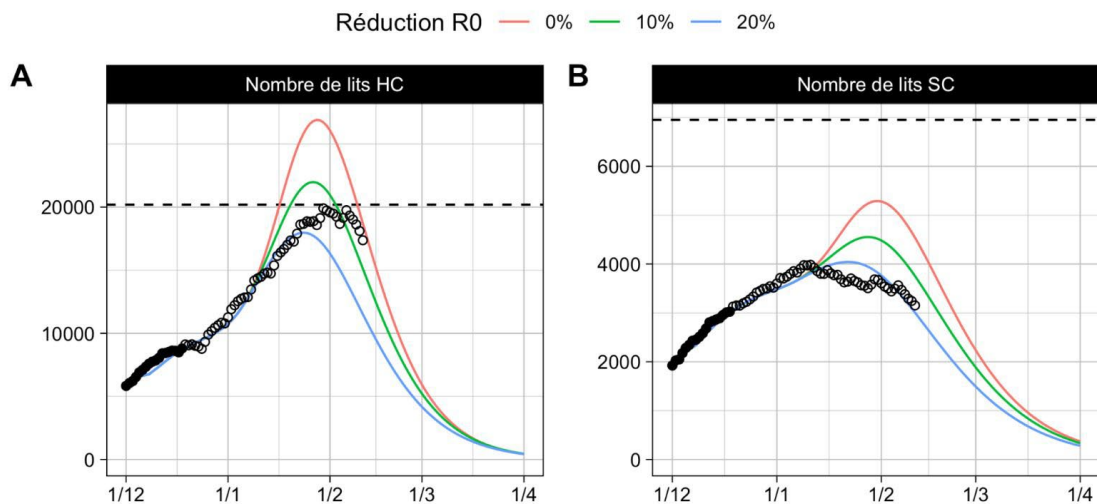 Réduction R0 0% 10% 20%
A
Nombre de lits HC
20000
10000
0
1/12 1/1 1/2 1/3 1/4
B
Nombre de lits SC
6000
4000
2000
0
1/12 1/1 1/2 1/3 1/4